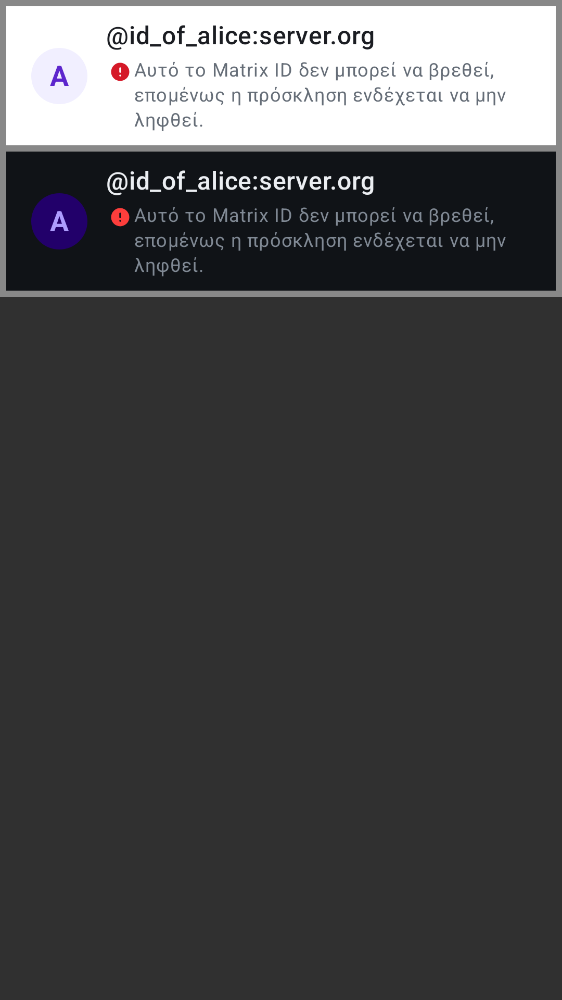 @id_of_alice:server.org
A
Αυτό το Matrix ID δεν μπορεί να βρεθεί,
επομένως η πρόσκληση ενδέχεται να μην
ληφθεί.
@id_of_alice:server.org
A
Αυτό το Matrix ID δεν μπορεί να βρεθεί,
επομένως η πρόσκληση ενδέχεται να μην
ληφθεί.